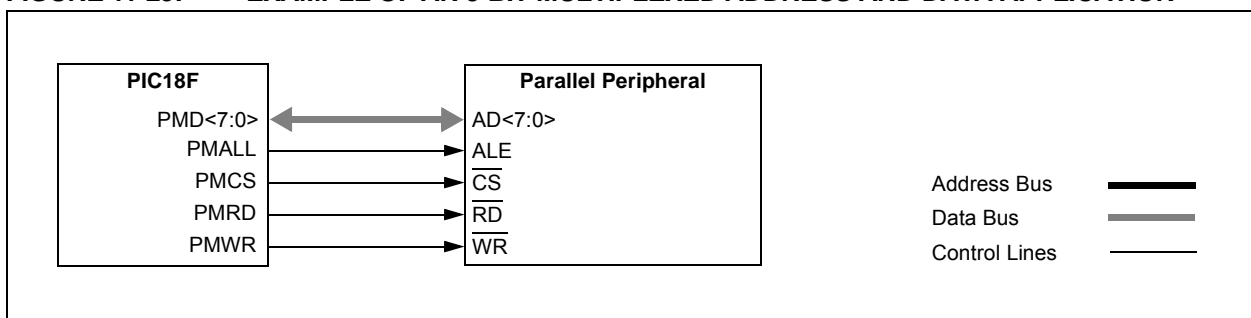 PIC18F
Parallel Peripheral
PMD<7:0>
AD<7:0>
PMALL
ALE
PMCS
CS
PMRD
RD
PMWR
WR
Address Bus
Data Bus
Control Lines